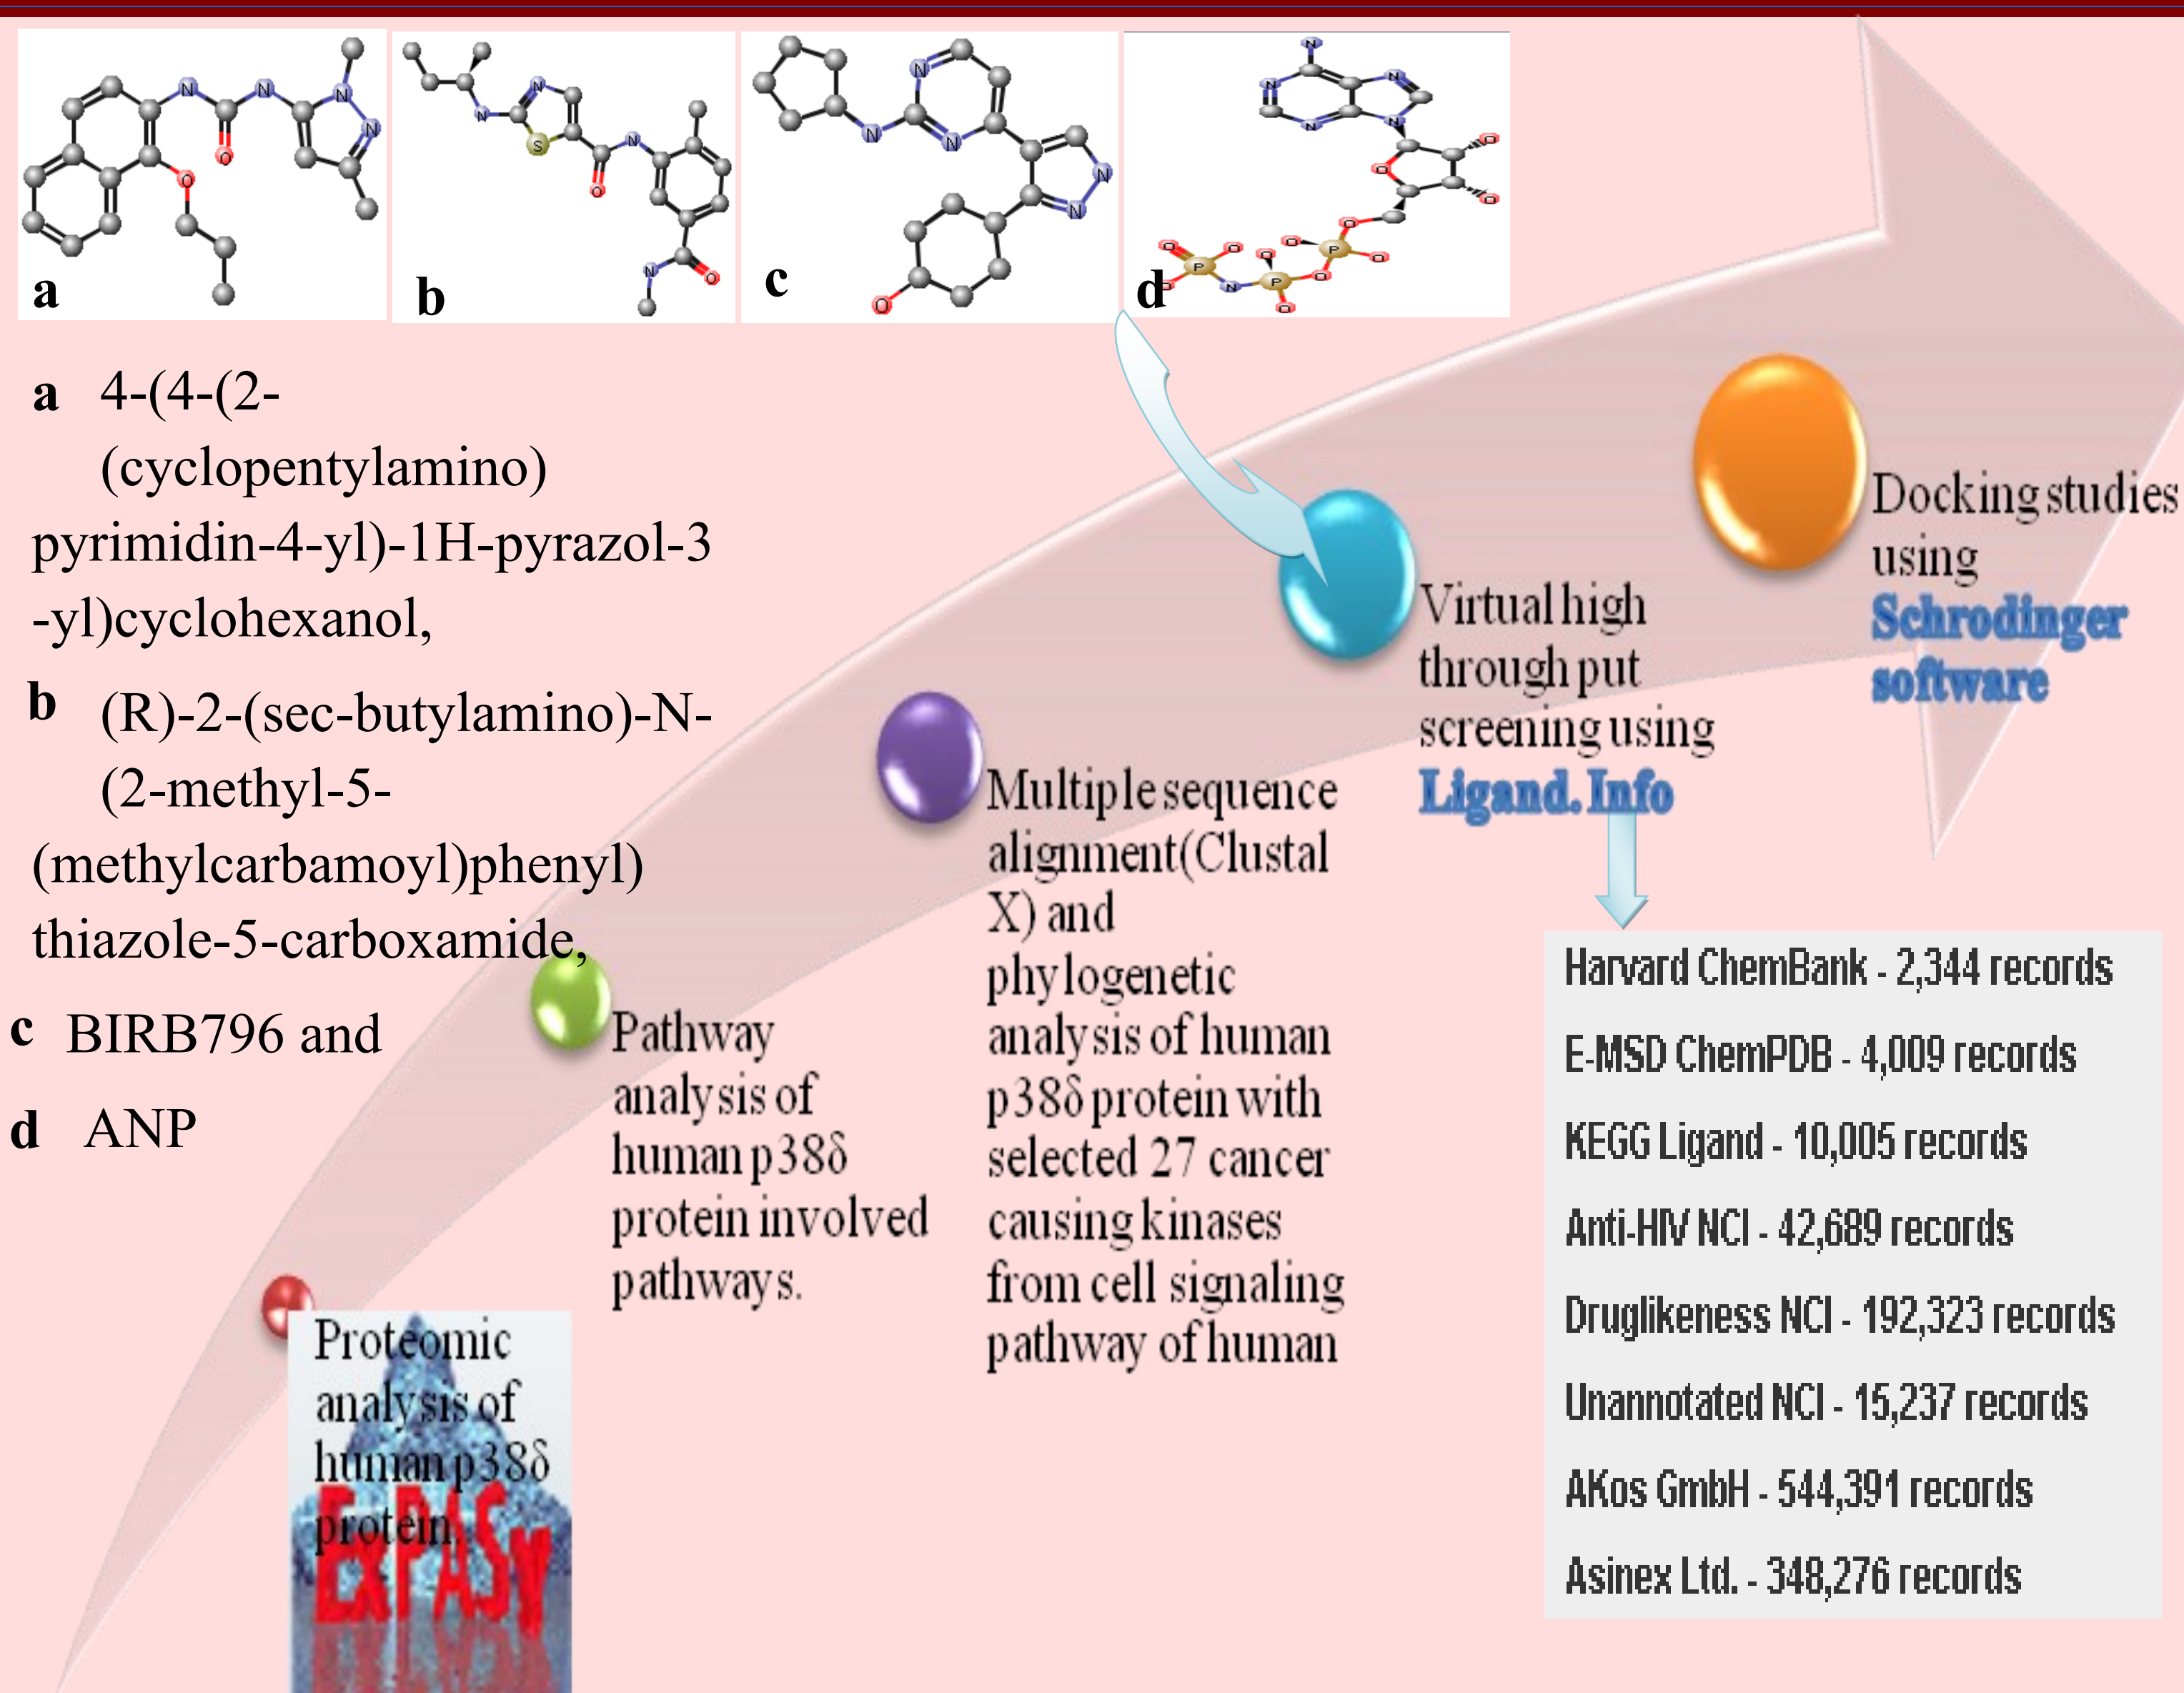 a
b
c
d
a 4-(4-(2-
(cyclopentylamino)
pyrimidin-4-yl)-1H-pyrazol-3
-yl)cyclohexanol,
b (R)-2-(sec-butylamino)-N-
(2-methyl-5-
(methylcarbamoyl)phenyl)
thiazole-5-carboxamide,
c BIRB796 and
d ANP
Proteomic
analysis of
human p38δ
protein.
ExPASy
Pathway
analysis of
human p38δ
protein involved
pathways.
Multiple sequence
alignment(Clustal
X) and
phylogenetic
analysis of human
p38δ protein with
selected 27 cancer
causing kinases
from cell signaling
pathway of human
Virtual high
through put
screening using
Ligand. Info
Docking studies
using
Schrodinger
software
Harvard ChemBank - 2,344 records
E-MSD ChemPDB - 4,009 records
KEGG Ligand - 10,005 records
Anti-HIV NCI - 42,689 records
Druglikeness NCI - 192,323 records
Unannotated NCI - 15,237 records
AKos GmbH - 544,391 records
Asinex Ltd. - 348,276 records